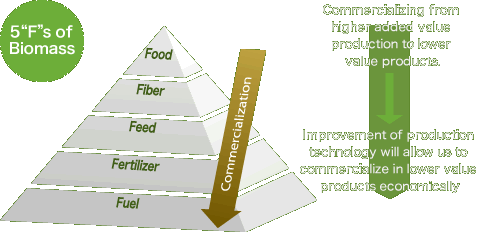 5“F”s of
Biomass
Food
Fiber
Feed
Fertilizer
Fuel
Commercialization
Commercializing from
higher added value
production to lower
value products.
Improvement of production
technology will allow us to
commercialize in lower value
products economically